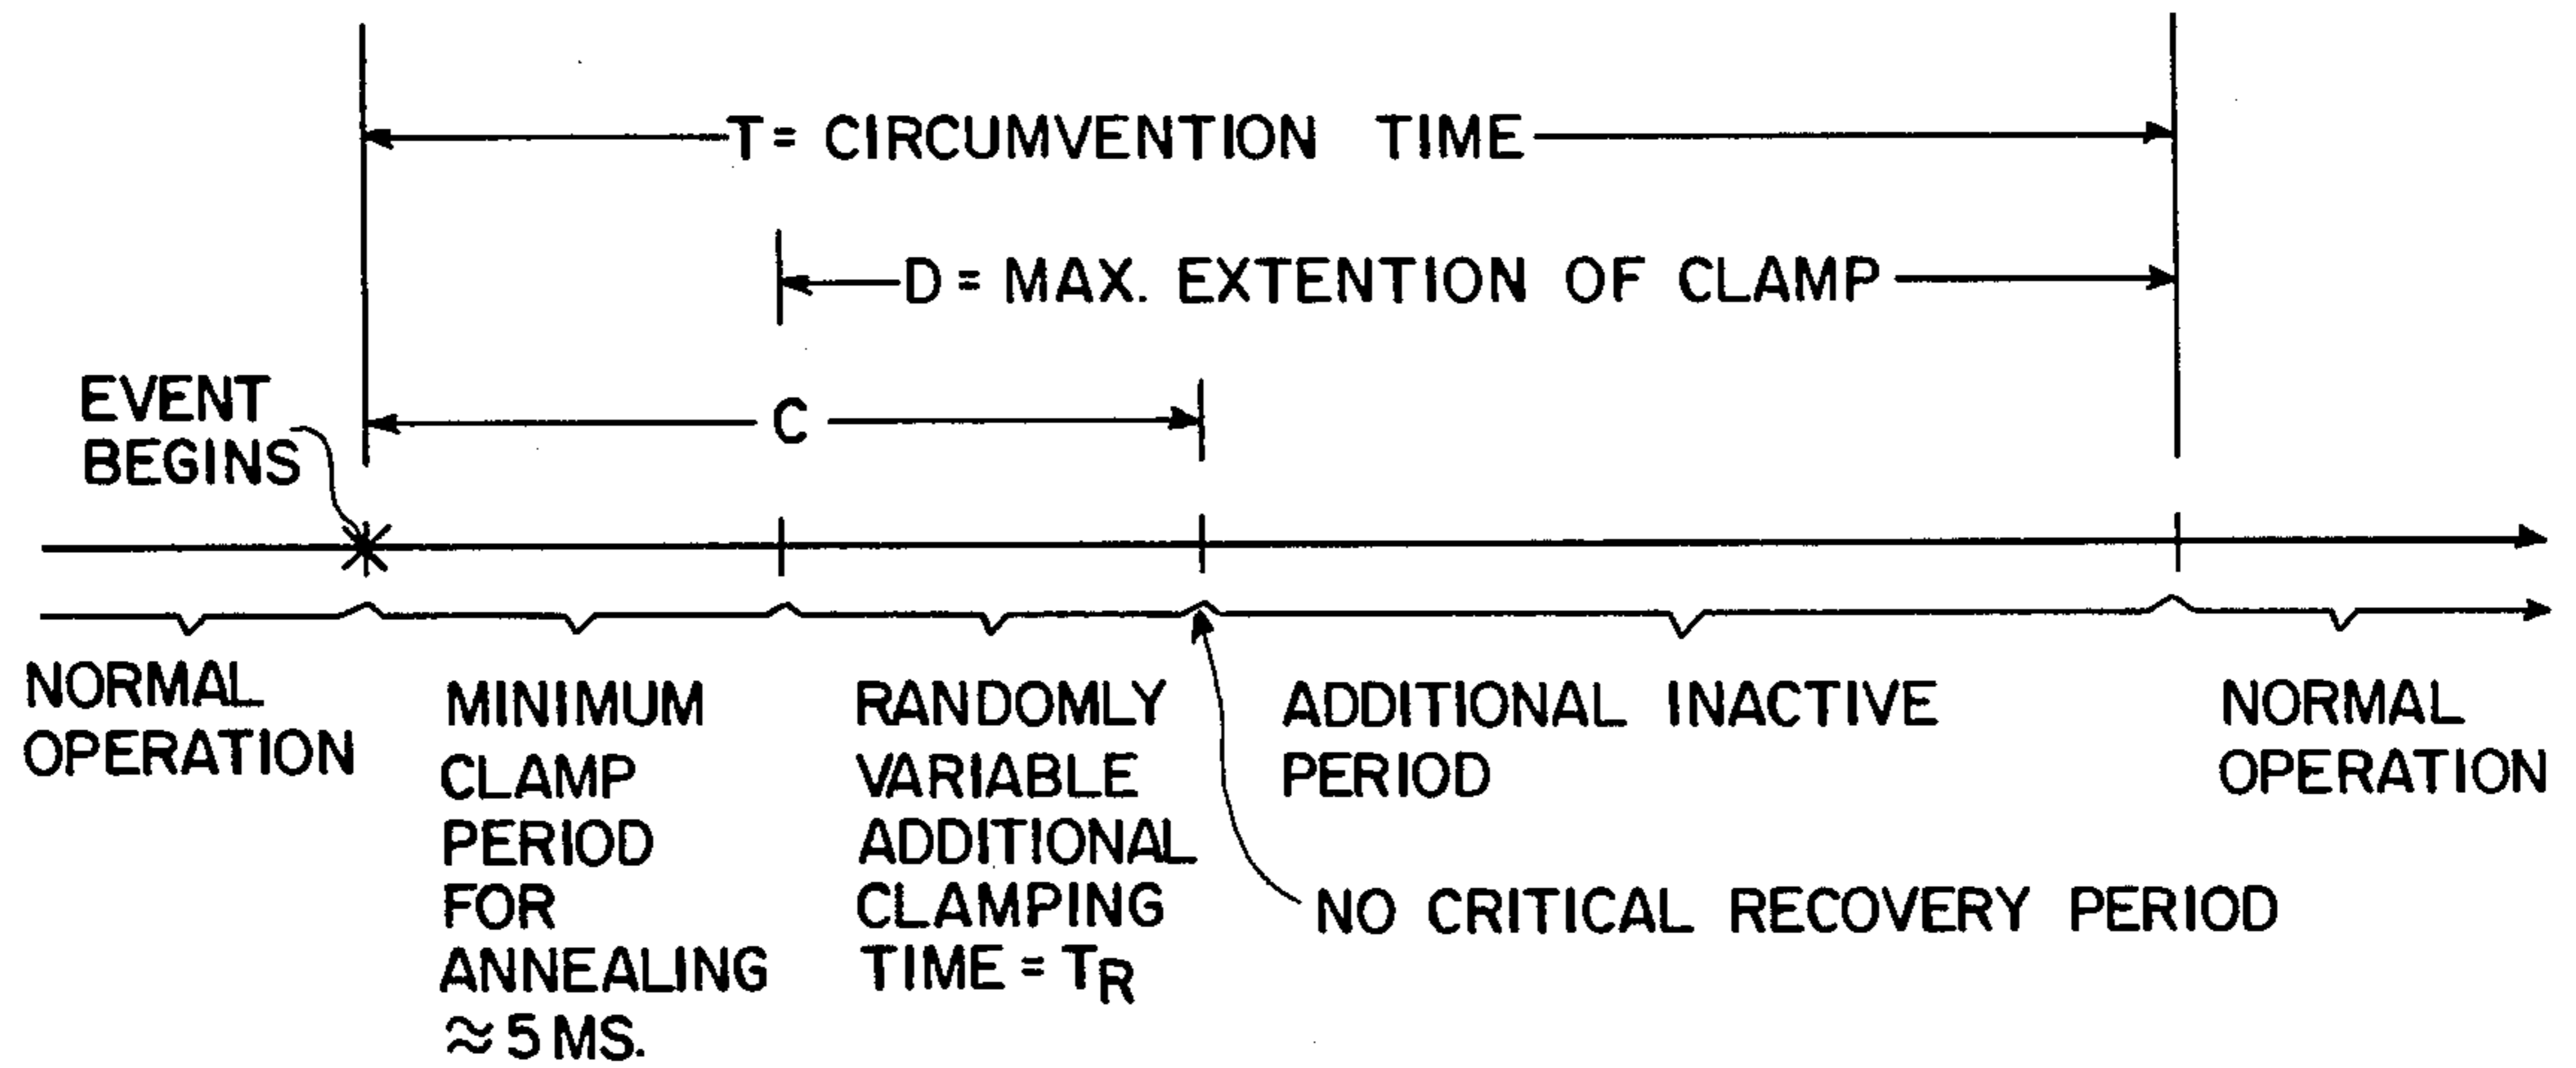 T = CIRCUMVENTION TIME
D = MAX. EXTENTION OF CLAMP
C
EVENT
BEGINS
NORMAL
OPERATION
MINIMUM
CLAMP
PERIOD
FOR
ANNEALING
≈ 5 MS.
RANDOMLY
VARIABLE
ADDITIONAL
CLAMPING
TIME = TR
ADDITIONAL INACTIVE
PERIOD
NO CRITICAL RECOVERY PERIOD
NORMAL
OPERATION